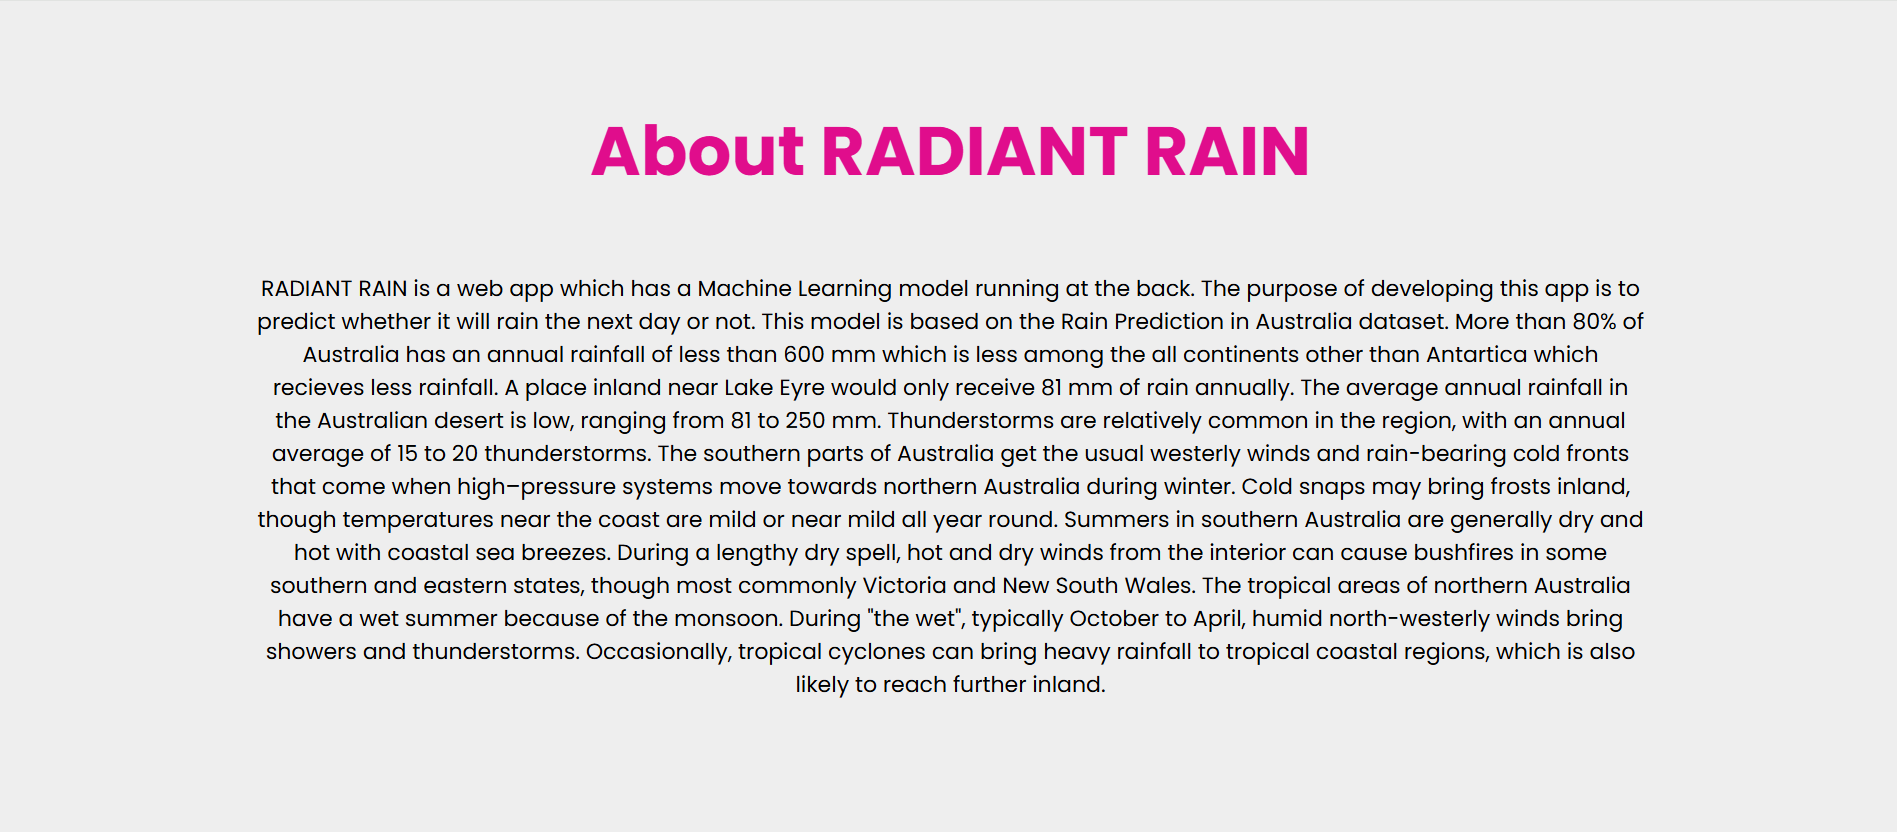 About RADIANT RAIN
RADIANT RAIN is a web app which has a Machine Learning model running at the back. The purpose of developing this app is to
predict whether it will rain the next day or not. This model is based on the Rain Prediction in Australia dataset. More than 80% of
Australia has an annual rainfall of less than 600 mm which is less among the all continents other than Antartica which
recieves less rainfall. A place inland near Lake Eyre would only receive 81 mm of rain annually. The average annual rainfall in
the Australian desert is low, ranging from 81 to 250 mm. Thunderstorms are relatively common in the region, with an annual
average of 15 to 20 thunderstorms. The southern parts of Australia get the usual westerly winds and rain-bearing cold fronts
that come when high–pressure systems move towards northern Australia during winter. Cold snaps may bring frosts inland,
though temperatures near the coast are mild or near mild all year round. Summers in southern Australia are generally dry and
hot with coastal sea breezes. During a lengthy dry spell, hot and dry winds from the interior can cause bushfires in some
southern and eastern states, though most commonly Victoria and New South Wales. The tropical areas of northern Australia
have a wet summer because of the monsoon. During "the wet", typically October to April, humid north-westerly winds bring
showers and thunderstorms. Occasionally, tropical cyclones can bring heavy rainfall to tropical coastal regions, which is also
likely to reach further inland.